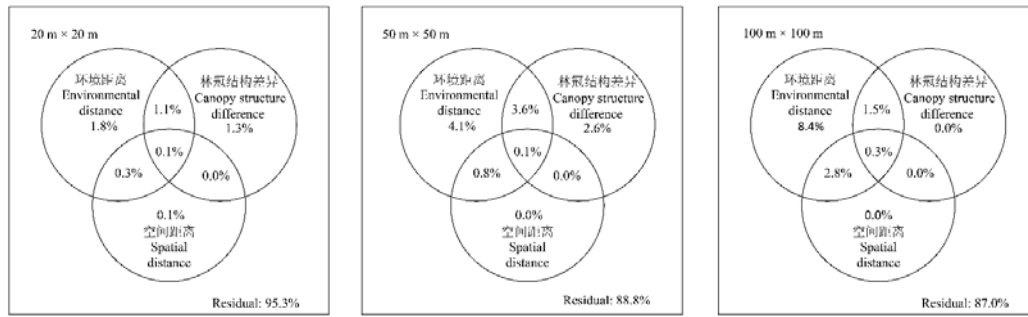 20 m × 20 m
环境距离
Environmental
distance
1.8%
1.1%
林冠结构差异
Canopy structure
difference
1.3%
0.1%
0.3%
0.0%
0.1%
空间距离
Spatial
distance
Residual: 95.3%
50 m × 50 m
环境距离
Environmental
distance
4.1%
3.6%
林冠结构差异
Canopy structure
difference
2.6%
0.1%
0.8%
0.0%
0.0%
空间距离
Spatial
distance
Residual: 88.8%
100 m × 100 m
环境距离
Environmental
distance
8.4%
1.5%
林冠结构差异
Canopy structure
difference
0.0%
0.3%
2.8%
0.0%
0.0%
空间距离
Spatial
distance
Residual: 87.0%